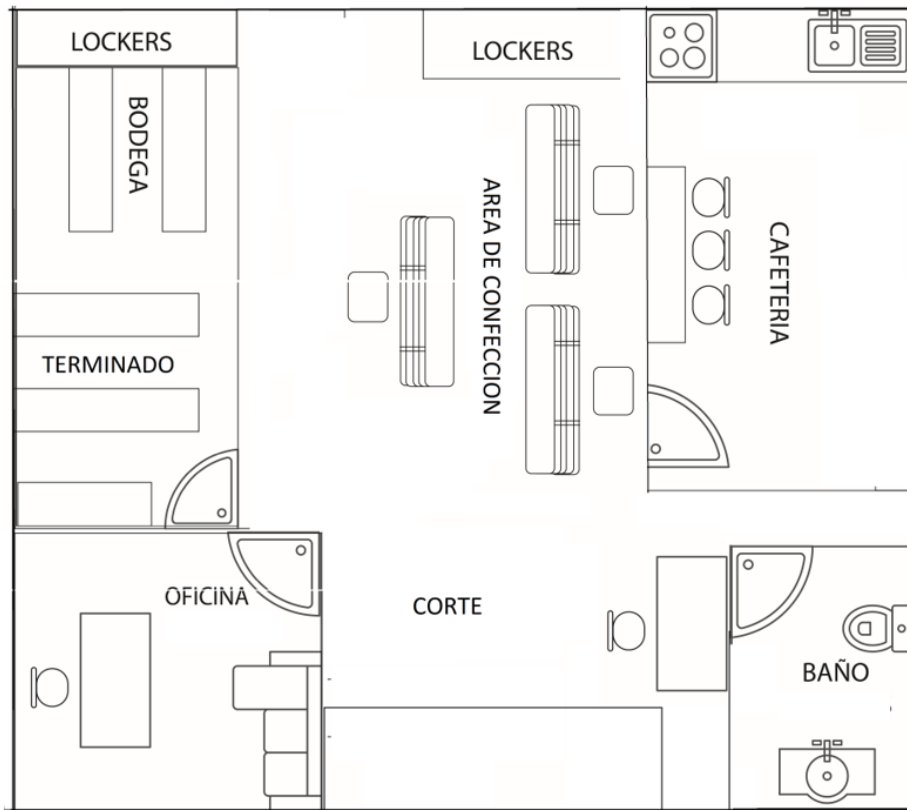 LOCKERS
LOCKERS
BODEGA
AREA DE CONFECCION
CAFETERIA
TERMINADO
OFICINA
CORTE
BAÑO